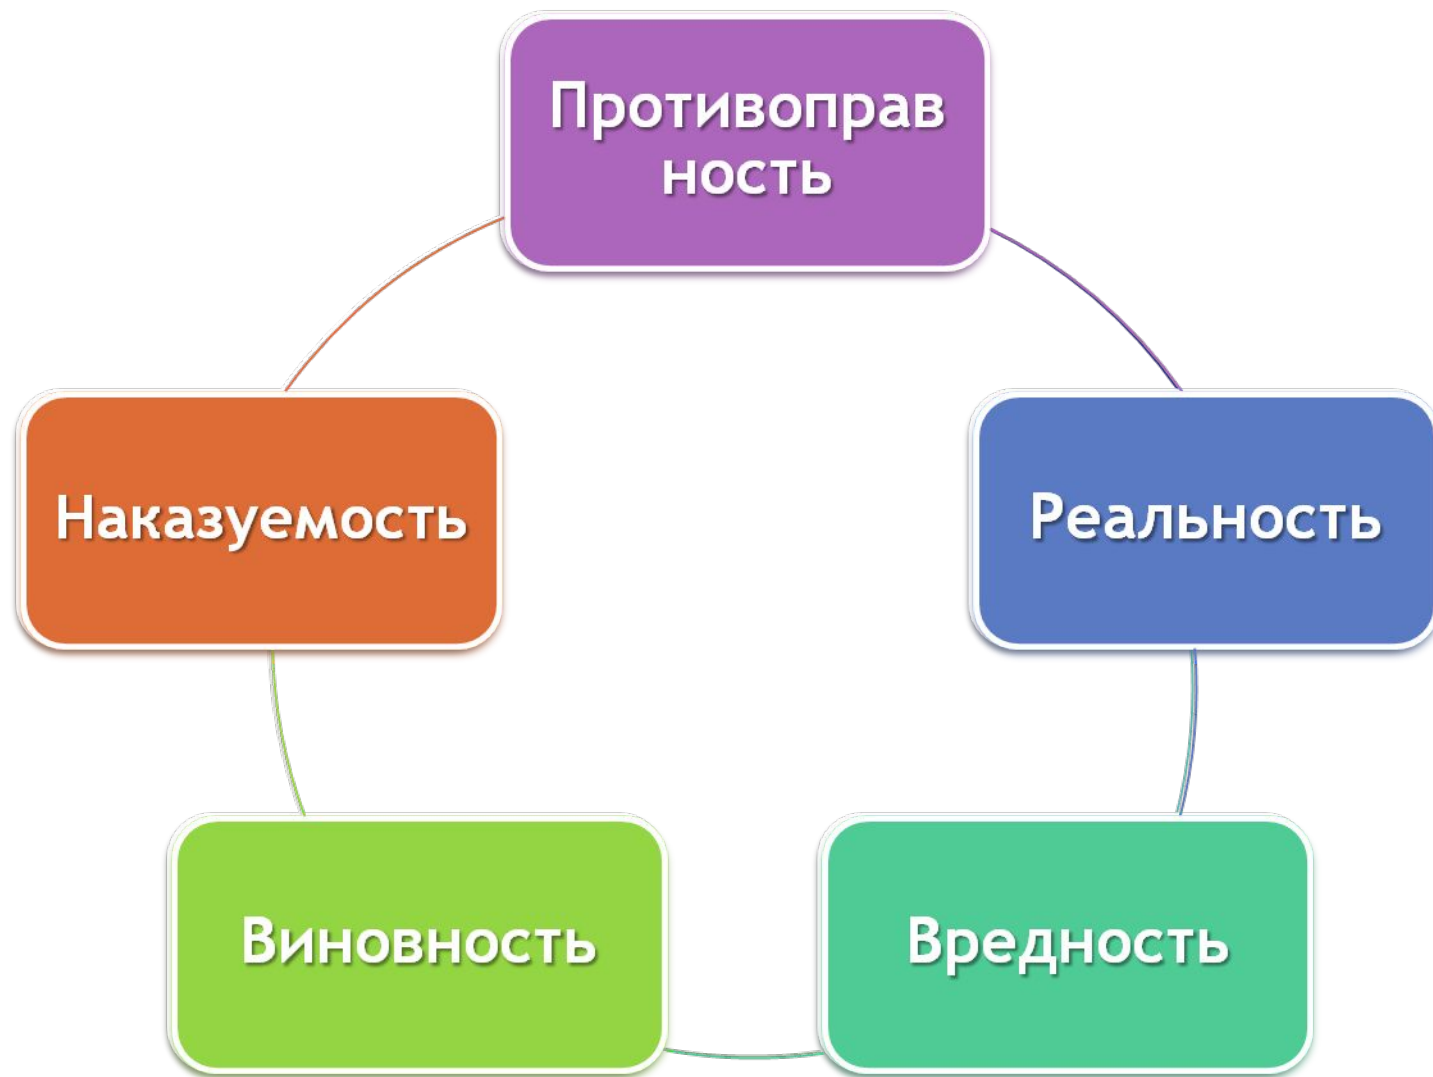 Противоправ
ность
Наказуемость
Реальность
Виновность
Вредность